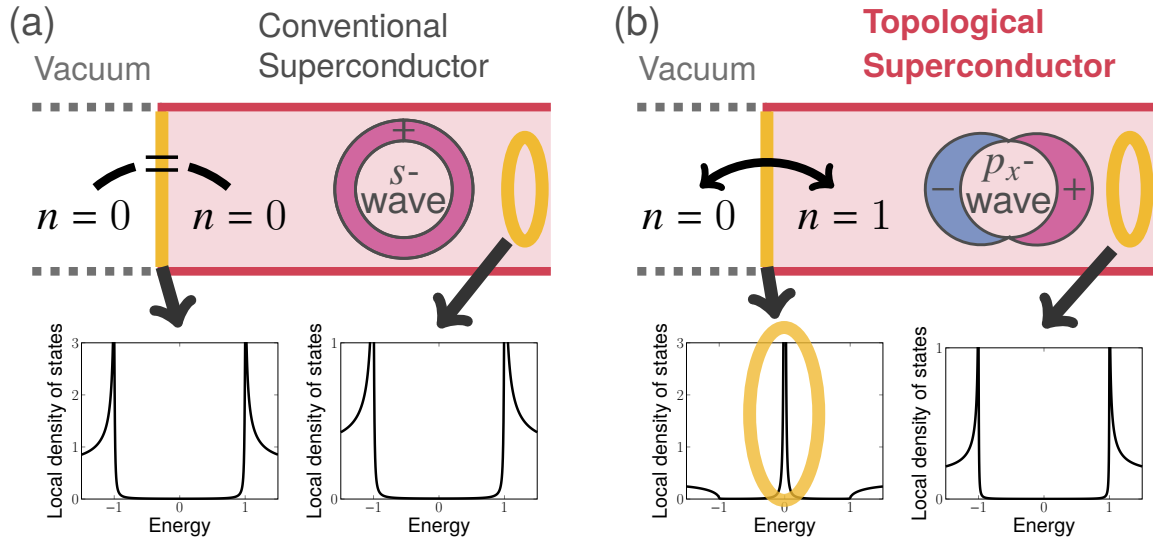 (a)
Conventional
Superconductor
Vacuum
+
s-
wave
n = 0
n = 0
Local density of states
3
2
1
0
−1
0
1
Energy
Local density of states
1
0
−1
0
1
Energy
(b)
Topological
Superconductor
Vacuum
−
pₓ-
wave
+
n = 0
n = 1
Local density of states
3
2
1
0
−1
0
1
Energy
Local density of states
1
0
−1
0
1
Energy